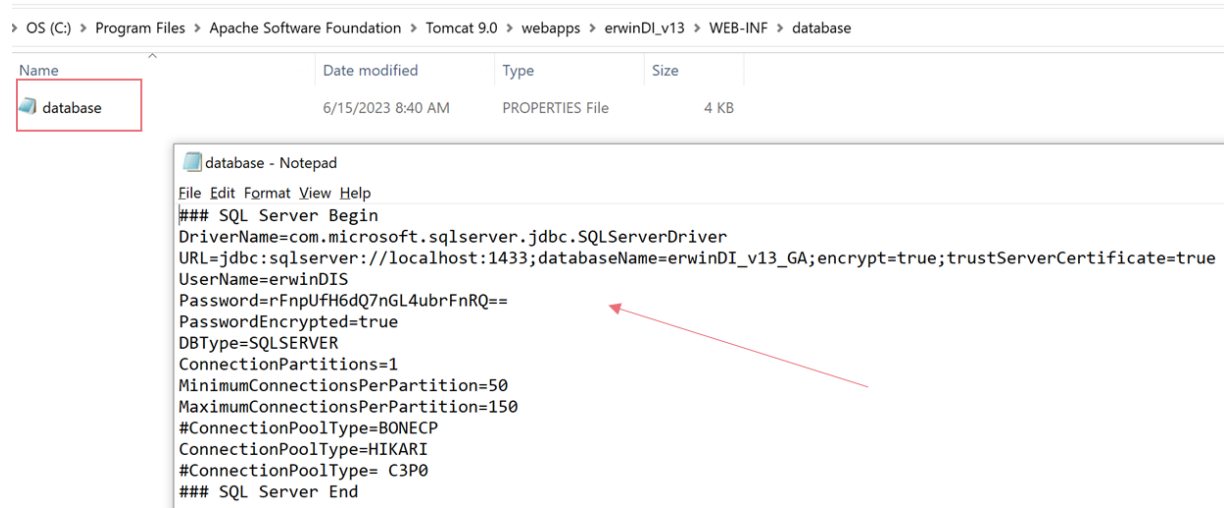 OS (C:) > Program Files > Apache Software Foundation > Tomcat 9.0 > webapps > erwinDI_v13 > WEB-INF > database
Name Date modified Type Size
database 6/15/2023 8:40 AM PROPERTIES File 4 KB
database - Notepad
File Edit Format View Help
### SQL Server Begin
DriverName=com.microsoft.sqlserver.jdbc.SQLServerDriver
URL=jdbc:sqlserver://localhost:1433;databaseName=erwinDI_v13_GA;encrypt=true;trustServerCertificate=true
UserName=erwinDIS
Password=rFnpUfH6dQ7nGL4ubrFnRQ==
PasswordEncrypted=true
DBType=SQLSERVER
ConnectionPartitions=1
MinimumConnectionsPerPartition=50
MaximumConnectionsPerPartition=150
#ConnectionPoolType=BONECP
ConnectionPoolType=HIKARI
#ConnectionPoolType= C3P0
### SQL Server End